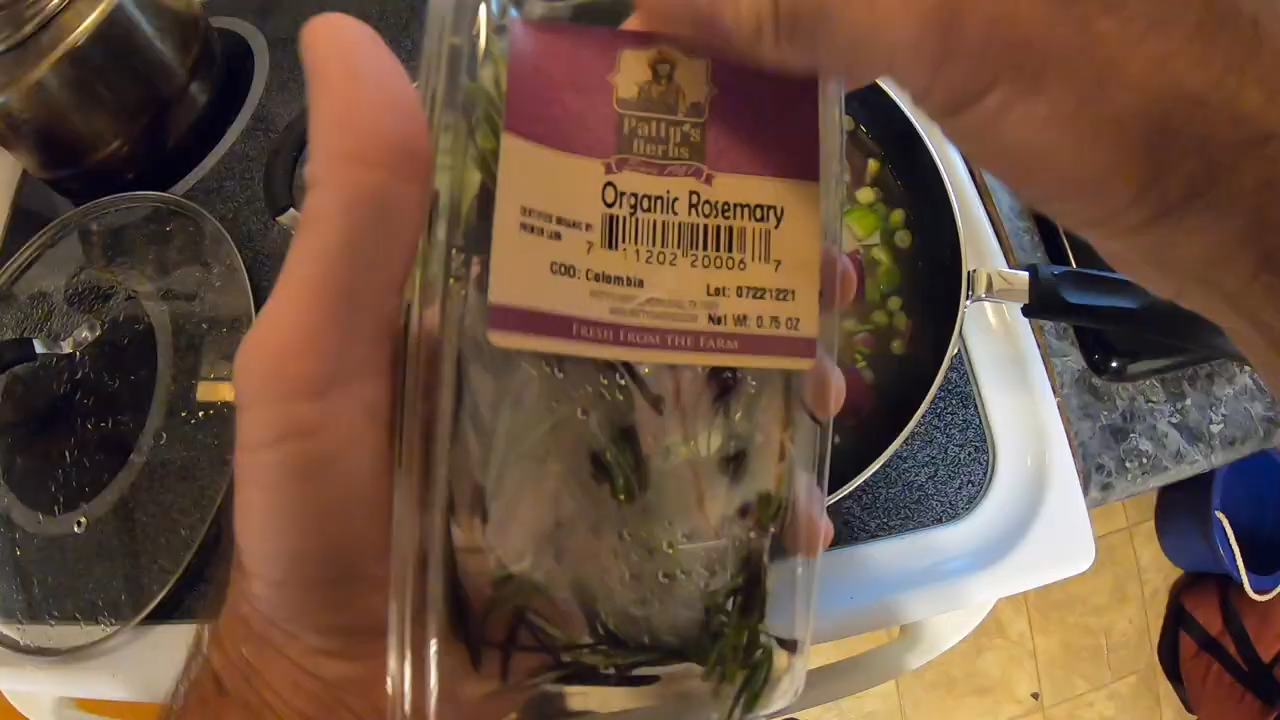 Patty's
Herbs
Organic Rosemary
7 11202 20006 7
COO: Colombia
Lot: 07221221
Net Wt: 0.75 OZ
FRESH FROM THE FARM